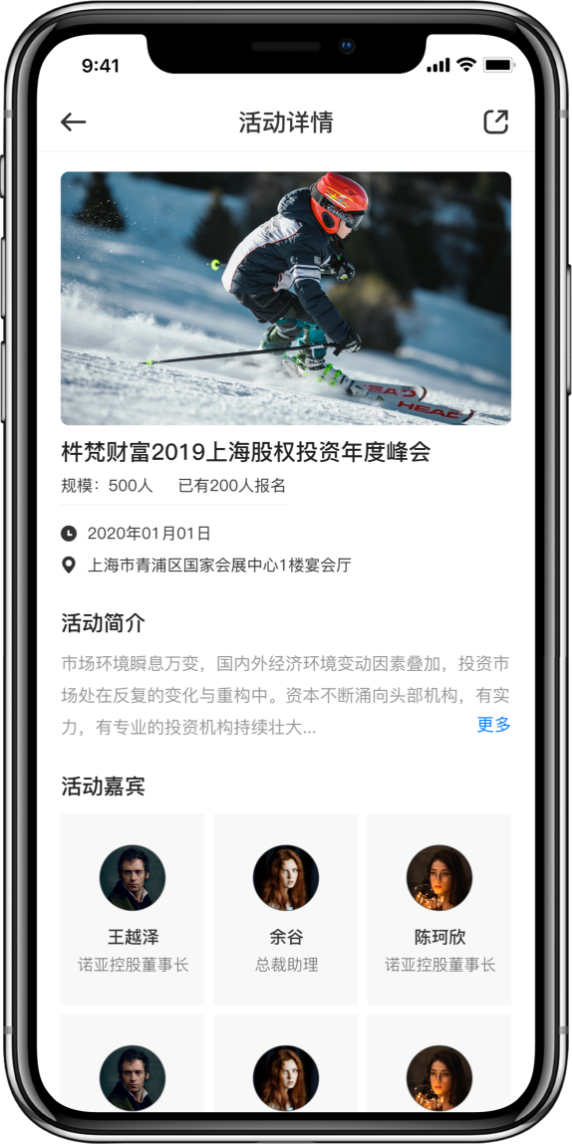 9:41
活动详情
HEAD
HEAD
杵梵财富2019上海股权投资年度峰会
规模：500人 已有200人报名
2020年01月01日
上海市青浦区国家会展中心1楼宴会厅
活动简介
市场环境瞬息万变，国内外经济环境变动因素叠加，投资市
场处在反复的变化与重构中。资本不断涌向头部机构，有实
力，有专业的投资机构持续壮大... 更多
活动嘉宾
王越泽 余谷 陈珂欣
诺亚控股董事长 总裁助理 诺亚控股董事长